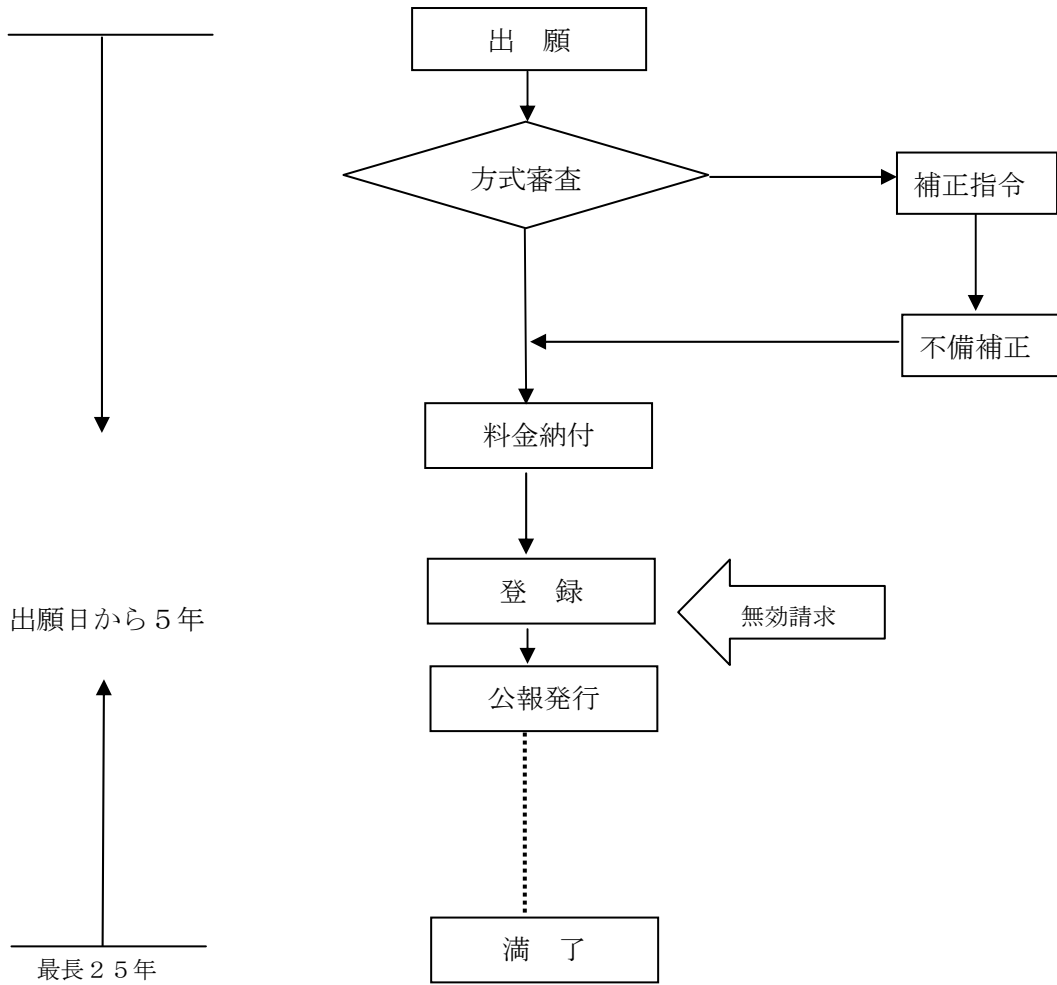 出　願
方式審査
補正指令
不備補正
料金納付
登　録
無効請求
出願日から５年
公報発行
満　了
最長２５年